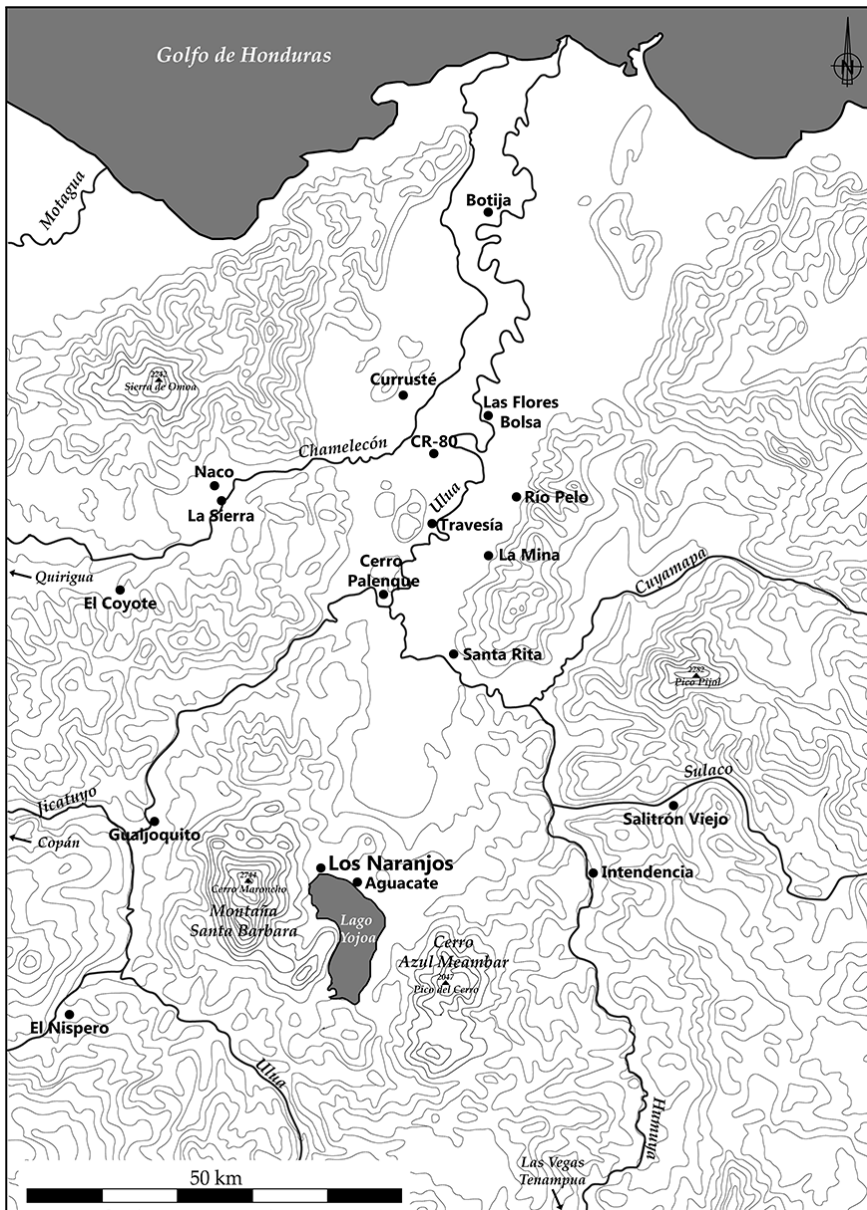 Golfo de Honduras
N
Motagua
Botija
2242
Sierra de Omoa
Currusté
Las Flores
Bolsa
Chamelecón
CR-80
Naco
La Sierra
Ulua
Río Pelo
Travesía
Quirigua
El Coyote
Cerro
Palenque
La Mina
Cuyamapa
Santa Rita
2282
Pico Pijol
Sulaco
Jicatuyo
Copán
Gualjoquito
Salitrón Viejo
Los Naranjos
Aguacate
Intendencia
2744
Cerro Maroncho
Montaña
Santa Barbara
Lago
Yojoa
Cerro
Azul Meambar
2047
Pico del Cerro
El Nispero
Ulua
Humuya
Las Vegas
Tenampua
50 km